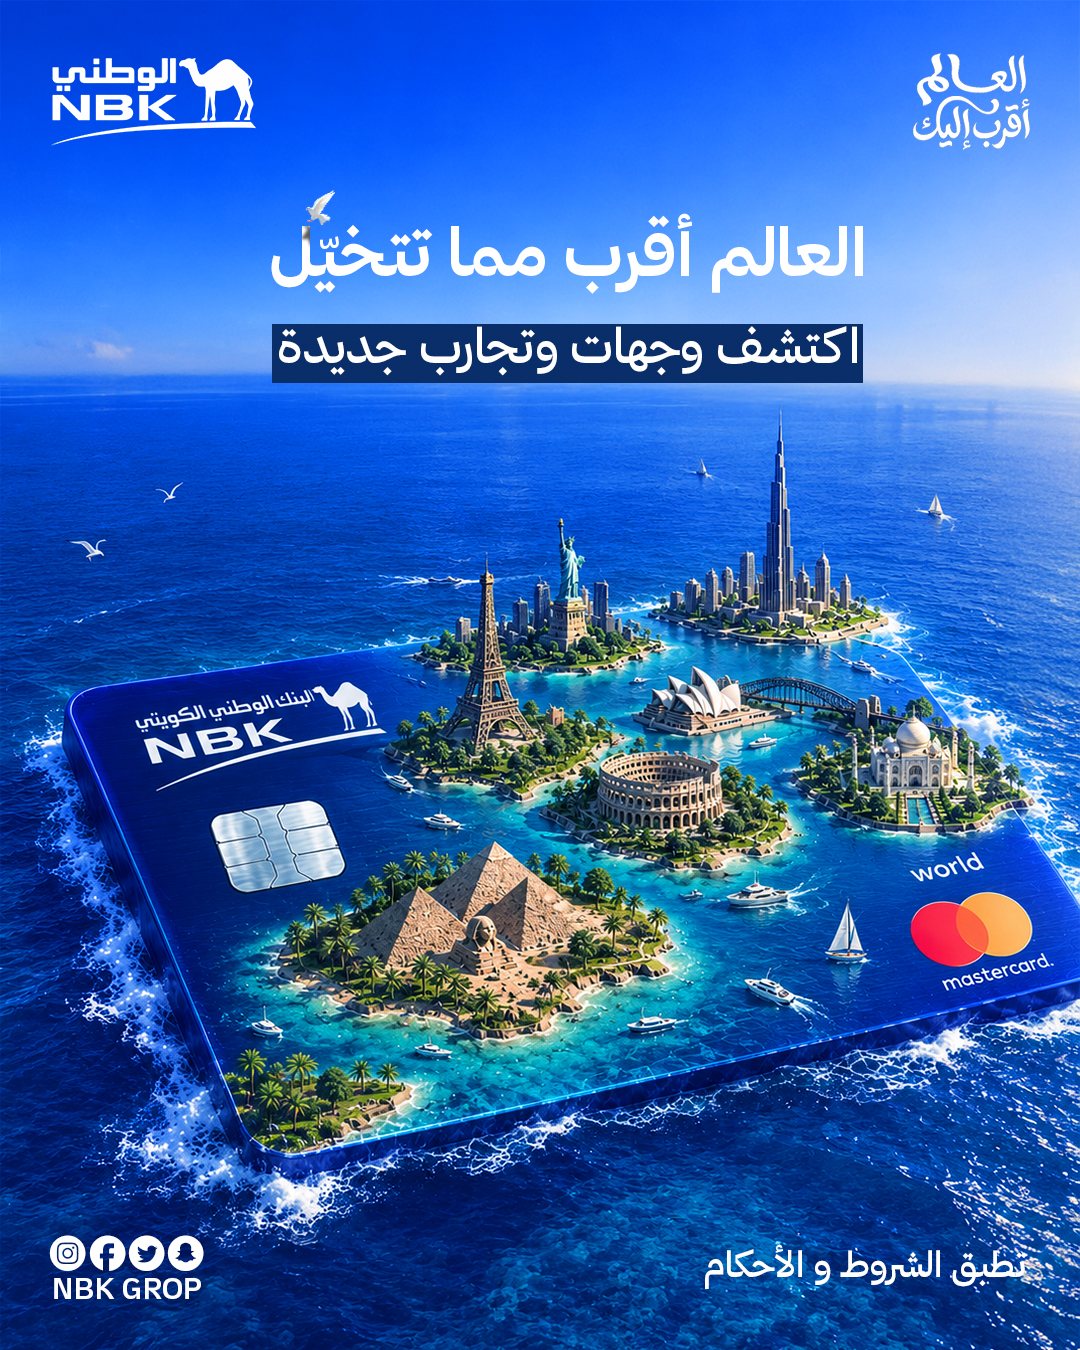 الوطني
NBK
العالم
أقرب إليك
العالم أقرب مما تتخيّل
اكتشف وجهات وتجارب جديدة
البنك الوطني الكويتي
NBK
world
mastercard.
NBK GROP
تطبق الشروط و الأحكام